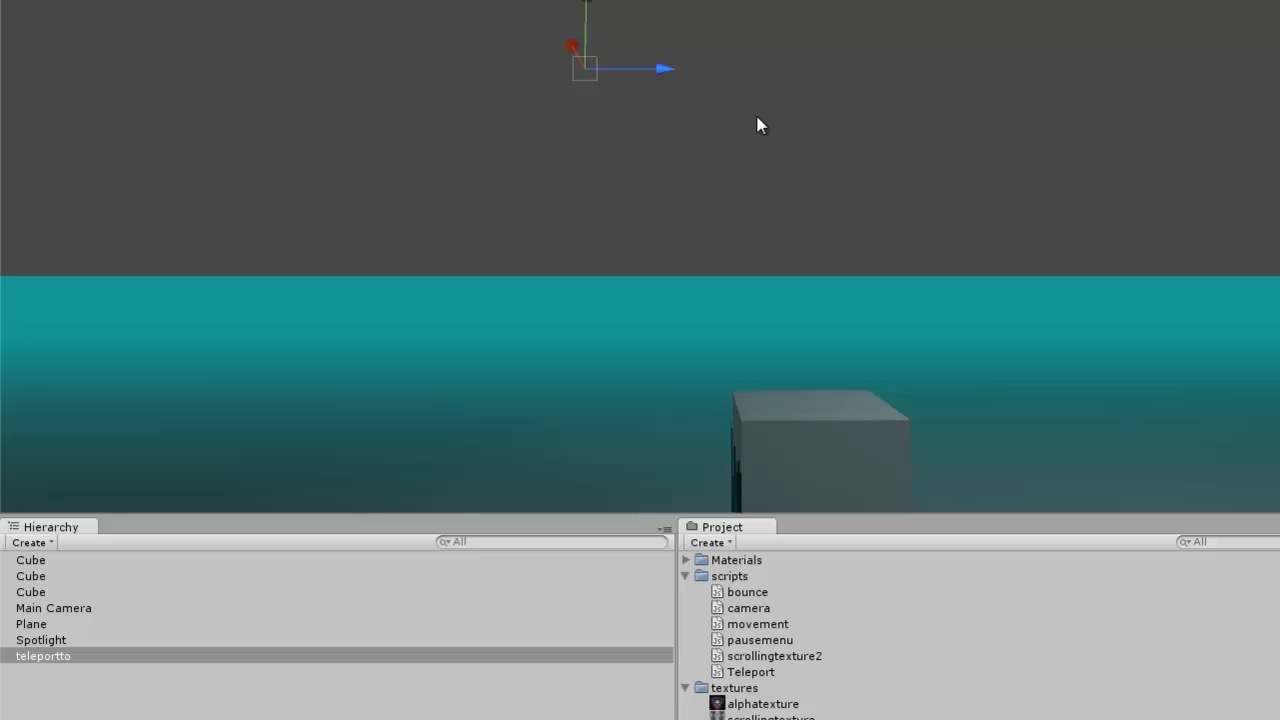 Hierarchy
Create
All
Cube
Cube
Cube
Main Camera
Plane
Spotlight
teleportto
Project
Create
All
Materials
scripts
bounce
camera
movement
pausemenu
scrollingtexture2
Teleport
textures
alphatexture
scrollingtexture